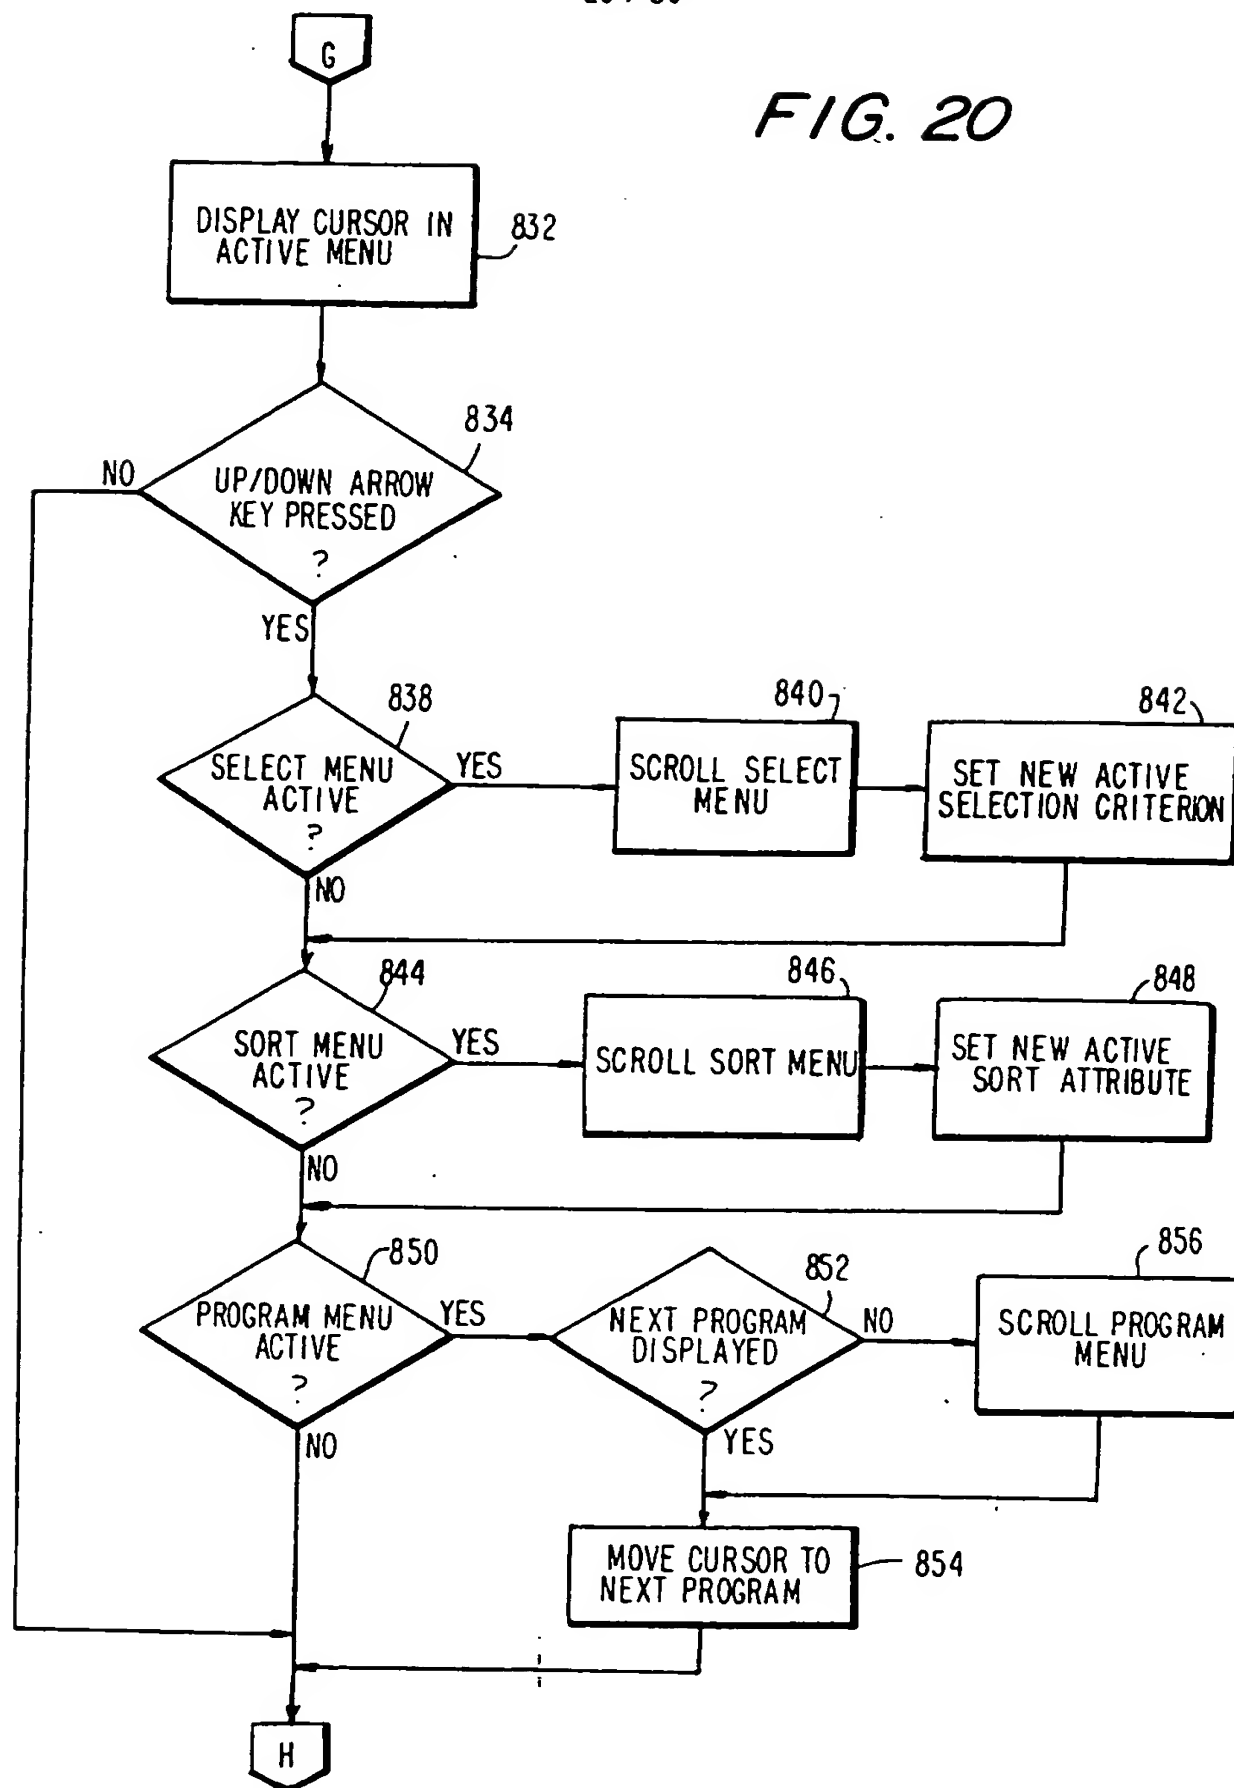 G
FIG. 20
DISPLAY CURSOR IN
ACTIVE MENU
832
834
NO
UP/DOWN ARROW
KEY PRESSED
?
YES
838
SELECT MENU
ACTIVE
?
YES
840
SCROLL SELECT
MENU
842
SET NEW ACTIVE
SELECTION CRITERION
NO
844
SORT MENU
ACTIVE
?
YES
846
SCROLL SORT MENU
848
SET NEW ACTIVE
SORT ATTRIBUTE
NO
850
PROGRAM MENU
ACTIVE
?
YES
852
NEXT PROGRAM
DISPLAYED
?
NO
856
SCROLL PROGRAM
MENU
NO
YES
MOVE CURSOR TO
NEXT PROGRAM
854
H